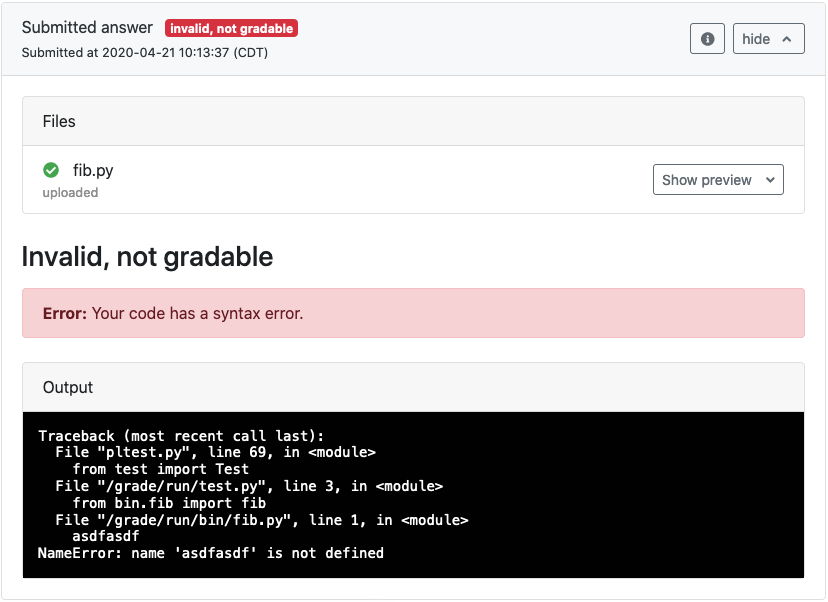 Submitted answer invalid, not gradable
Submitted at 2020-04-21 10:13:37 (CDT)
hide
Files
fib.py
uploaded
Show preview
Invalid, not gradable
Error: Your code has a syntax error.
Output
Traceback (most recent call last):
  File "pltest.py", line 69, in <module>
    from test import Test
  File "/grade/run/test.py", line 3, in <module>
    from bin.fib import fib
  File "/grade/run/bin/fib.py", line 1, in <module>
    asdfasdf
NameError: name 'asdfasdf' is not defined